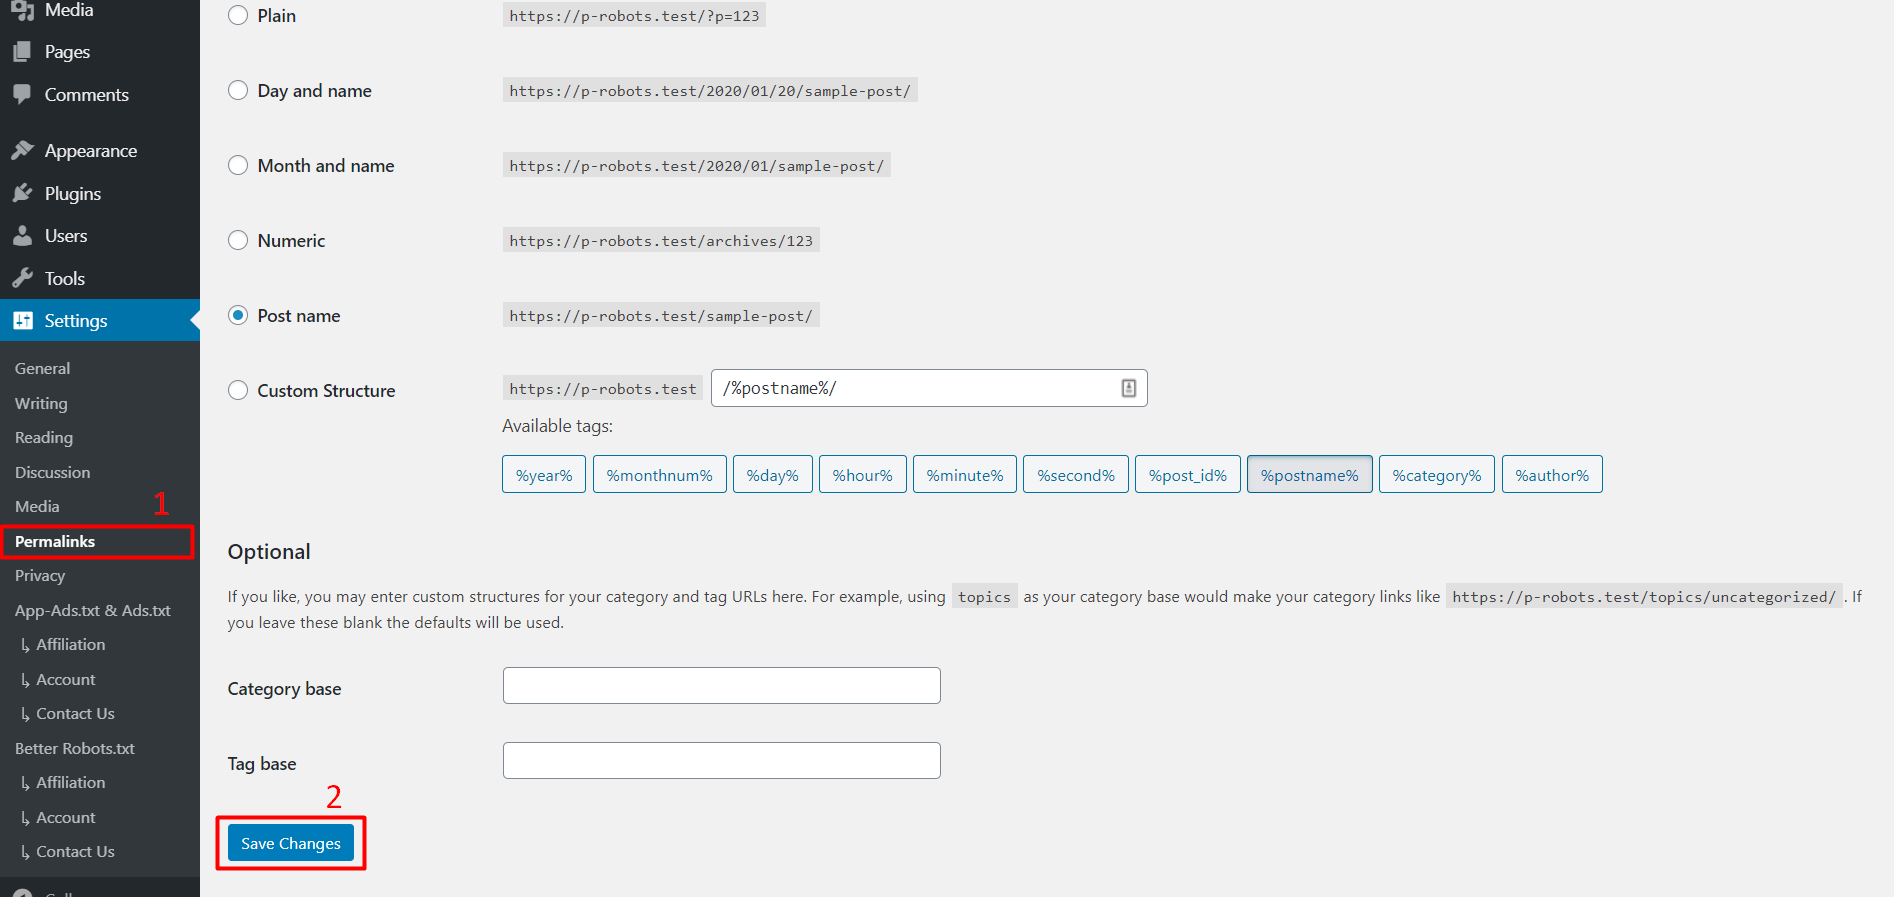 Media
Pages
Comments
Appearance
Plugins
Users
Tools
Settings
General
Writing
Reading
Discussion
Media
1
Permalinks
Privacy
App-Ads.txt & Ads.txt
↳ Affiliation
↳ Account
↳ Contact Us
Better Robots.txt
↳ Affiliation
↳ Account
↳ Contact Us
Plain https://p-robots.test/?p=123
Day and name https://p-robots.test/2020/01/20/sample-post/
Month and name https://p-robots.test/2020/01/sample-post/
Numeric https://p-robots.test/archives/123
Post name https://p-robots.test/sample-post/
Custom Structure https://p-robots.test /%postname%/
Available tags:
%year% %monthnum% %day% %hour% %minute% %second% %post_id% %postname% %category% %author%
Optional
If you like, you may enter custom structures for your category and tag URLs here. For example, using topics as your category base would make your category links like https://p-robots.test/topics/uncategorized/ . If
you leave these blank the defaults will be used.
Category base
Tag base
2
Save Changes